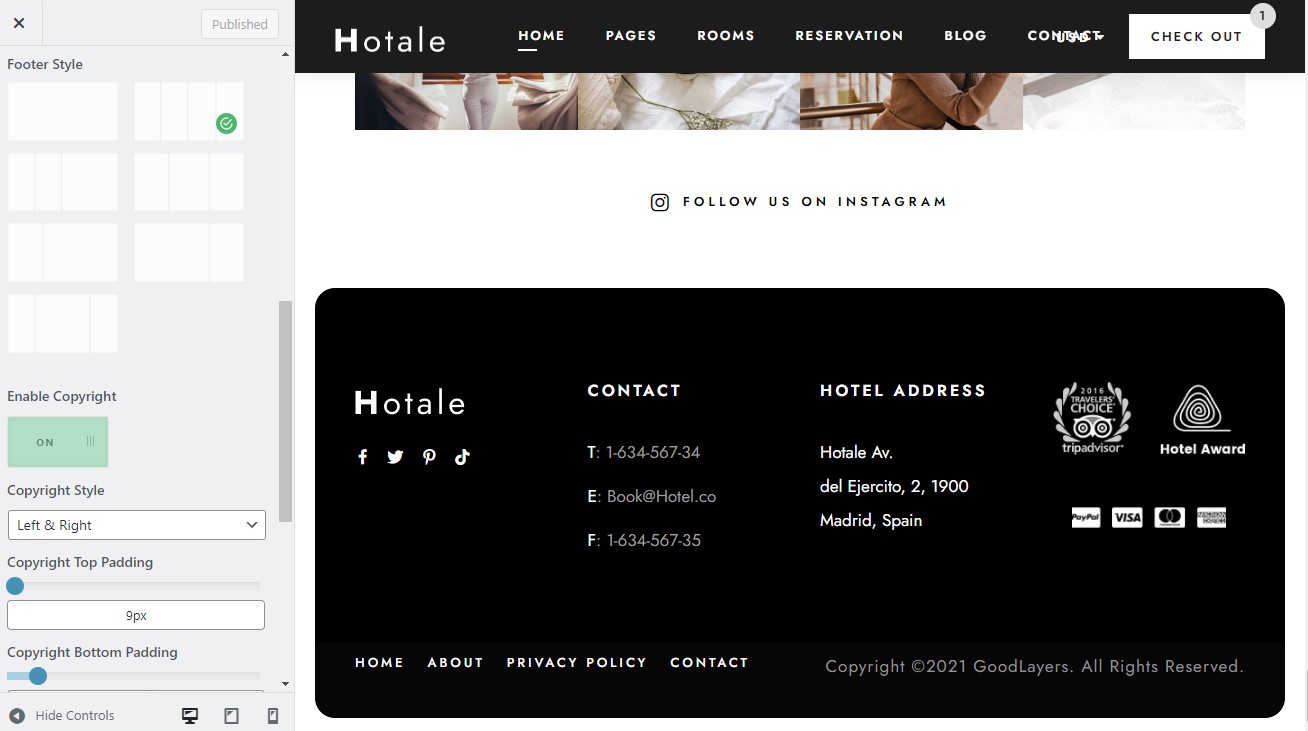 Published
Footer Style
Enable Copyright
ON
Copyright Style
Left & Right
Copyright Top Padding
9px
Copyright Bottom Padding
Hide Controls
Hotale
HOME PAGES ROOMS RESERVATION BLOG CONTACT
USD
CHECK OUT
1
FOLLOW US ON INSTAGRAM
Hotale
CONTACT
T: 1-634-567-34
E: Book@Hotel.co
F: 1-634-567-35
HOTEL ADDRESS
Hotale Av.
del Ejercito, 2, 1900
Madrid, Spain
2016
TRAVELERS'
CHOICE
tripadvisor
Hotel Award
PayPal VISA
AMERICAN
EXPRESS
HOME ABOUT PRIVACY POLICY CONTACT
Copyright ©2021 GoodLayers. All Rights Reserved.